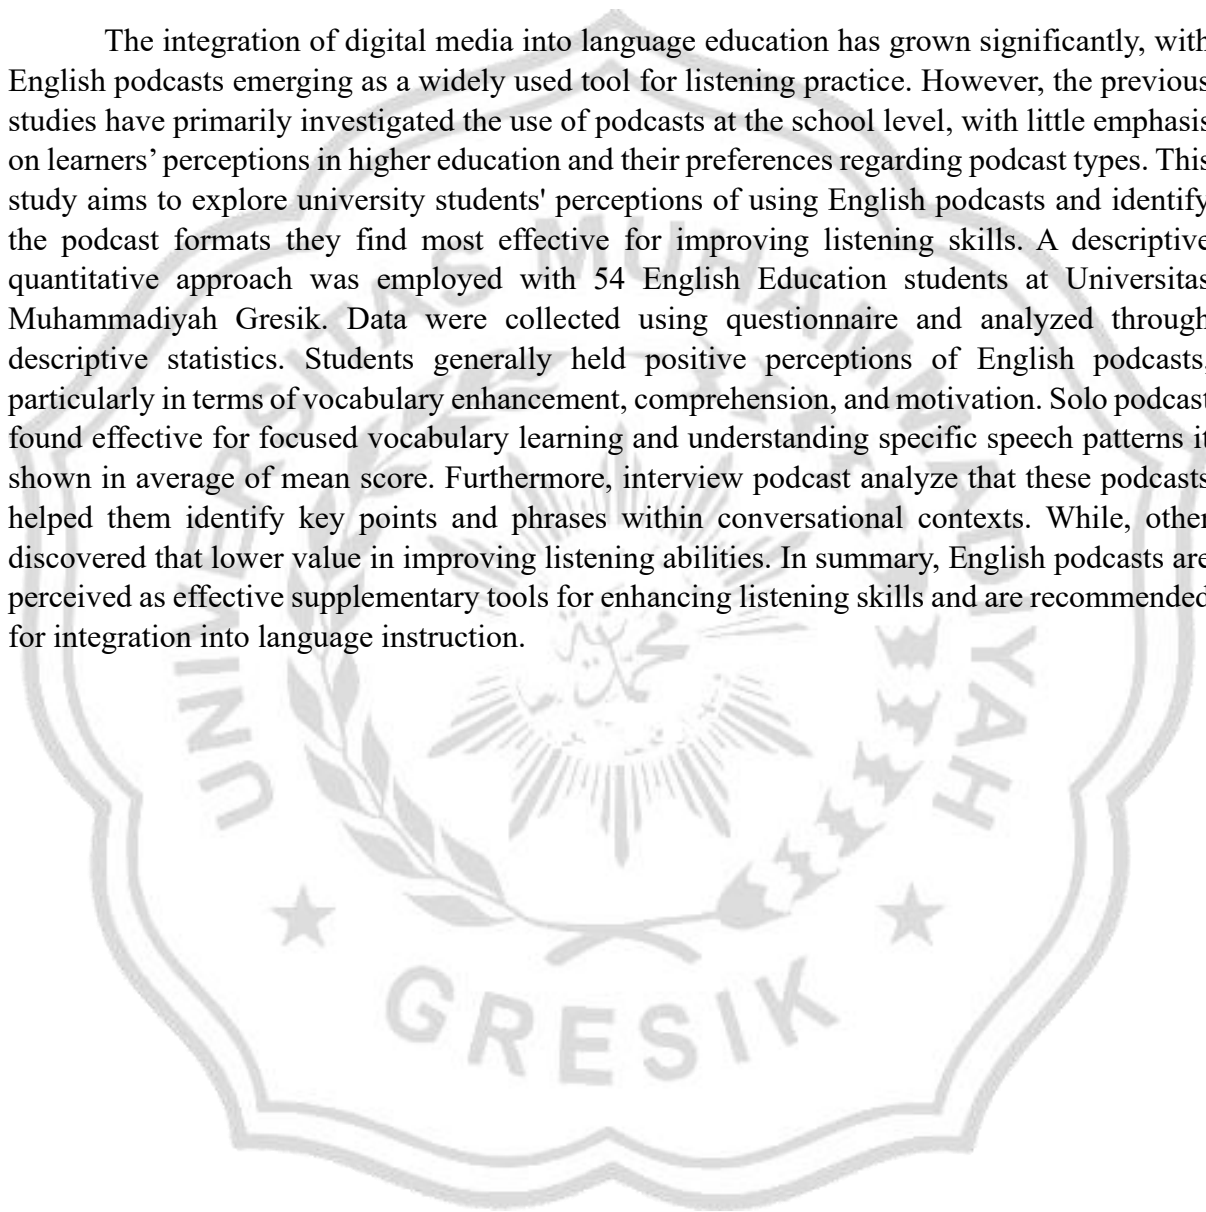 The integration of digital media into language education has grown significantly, with
English podcasts emerging as a widely used tool for listening practice. However, the previous
studies have primarily investigated the use of podcasts at the school level, with little emphasis
on learners’ perceptions in higher education and their preferences regarding podcast types. This
study aims to explore university students' perceptions of using English podcasts and identify
the podcast formats they find most effective for improving listening skills. A descriptive
quantitative approach was employed with 54 English Education students at Universitas
Muhammadiyah Gresik. Data were collected using questionnaire and analyzed through
descriptive statistics. Students generally held positive perceptions of English podcasts,
particularly in terms of vocabulary enhancement, comprehension, and motivation. Solo podcast
found effective for focused vocabulary learning and understanding specific speech patterns it
shown in average of mean score. Furthermore, interview podcast analyze that these podcasts
helped them identify key points and phrases within conversational contexts. While, other
discovered that lower value in improving listening abilities. In summary, English podcasts are
perceived as effective supplementary tools for enhancing listening skills and are recommended
for integration into language instruction.
UNIVERSITAS MUHAMMADIYAH
GRESIK